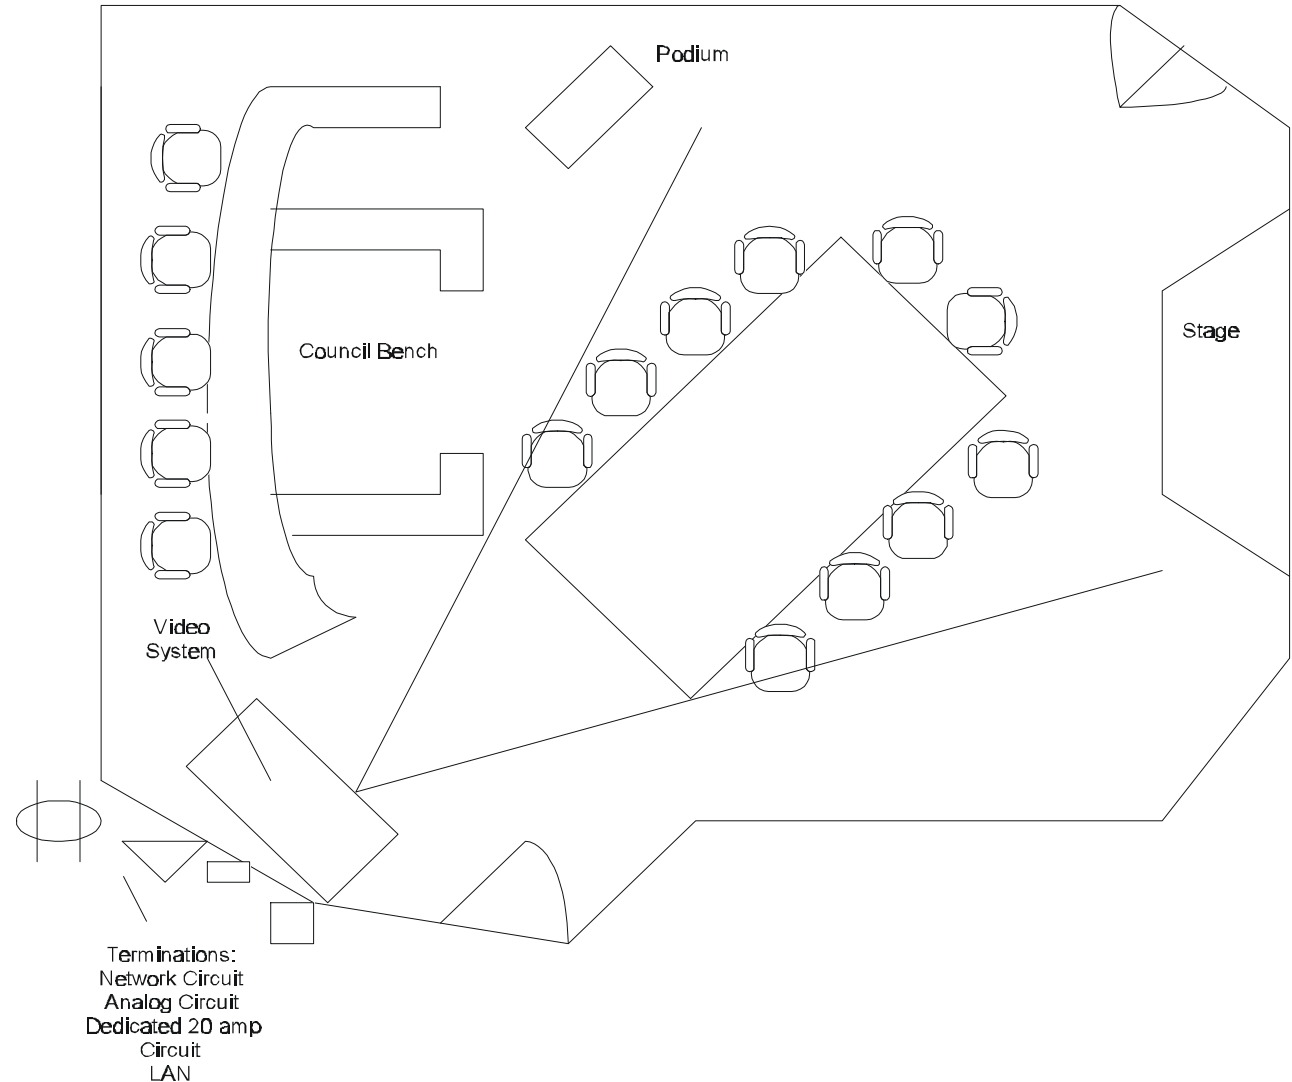 Podium
Stage
Council Bench
Video
System
Terminations:
Network Circuit
Analog Circuit
Dedicated 20 amp
Circuit
LAN